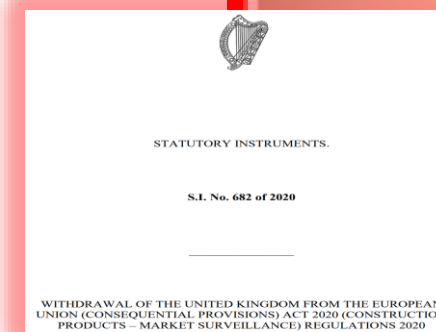 STATUTORY INSTRUMENTS.
S.I. No. 682 of 2020
WITHDRAWAL OF THE UNITED KINGDOM FROM THE EUROPEAN
UNION (CONSEQUENTIAL PROVISIONS) ACT 2020 (CONSTRUCTIO
PRODUCTS – MARKET SURVEILLANCE) REGULATIONS 2020